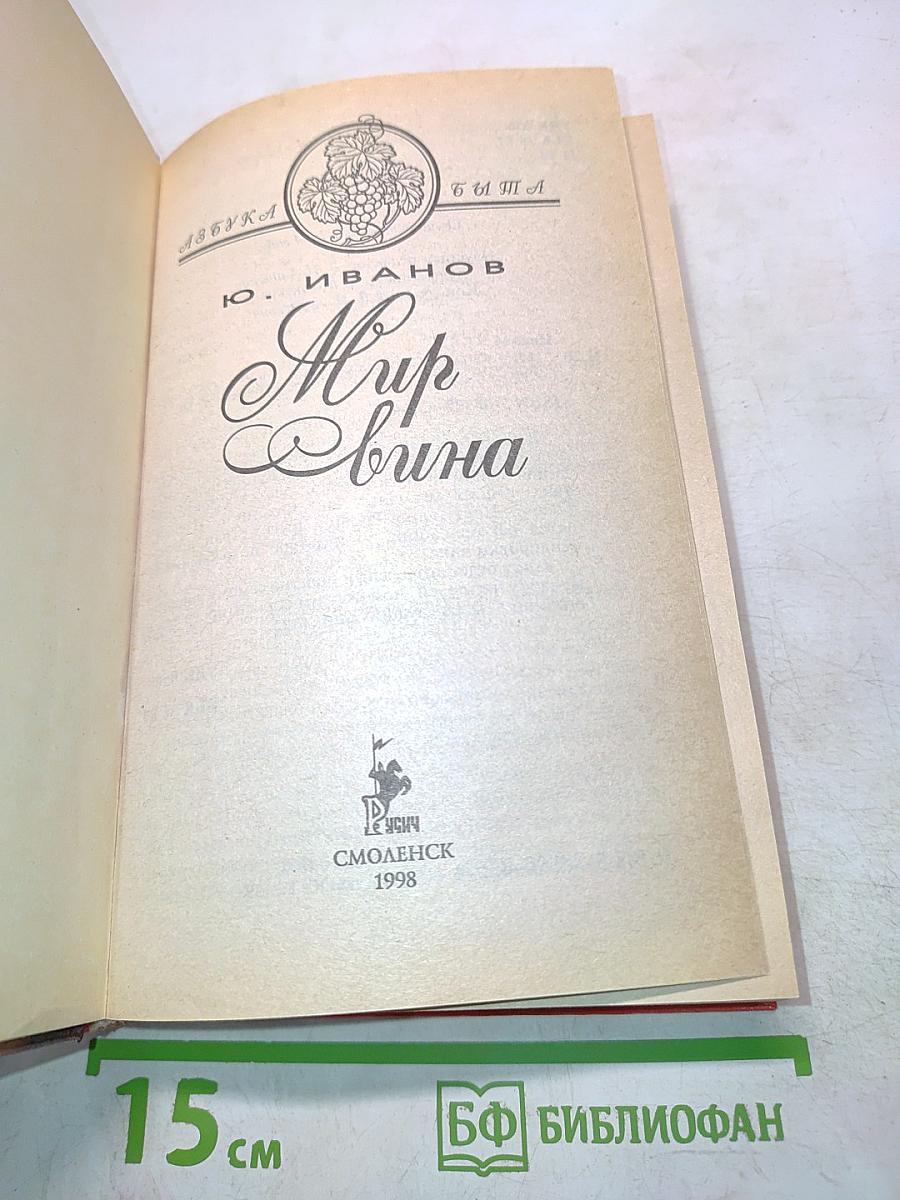 АЗБУКА БЫТА
Ю. ИВАНОВ
Мир
вина
Русич
СМОЛЕНСК
1998
15 см
БФ БИБЛИОФАН